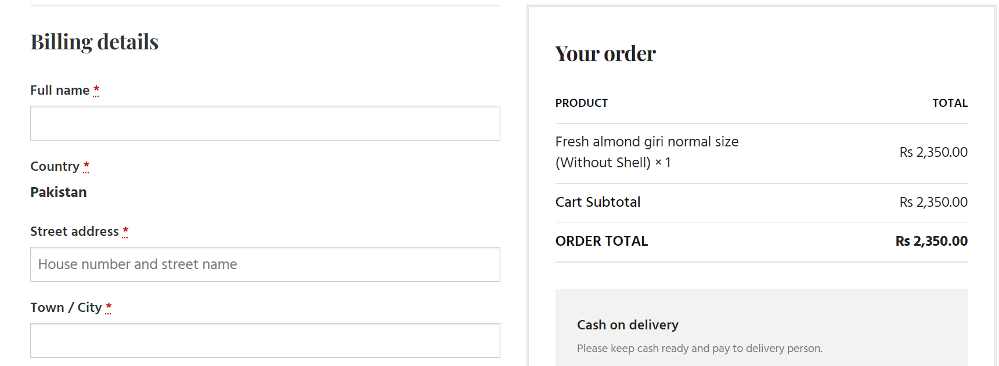 Billing details
Full name *
Country *
Pakistan
Street address *
House number and street name
Town / City *
Your order
PRODUCT TOTAL
Fresh almond giri normal size
(Without Shell) × 1 Rs 2,350.00
Cart Subtotal Rs 2,350.00
ORDER TOTAL Rs 2,350.00
Cash on delivery
Please keep cash ready and pay to delivery person.